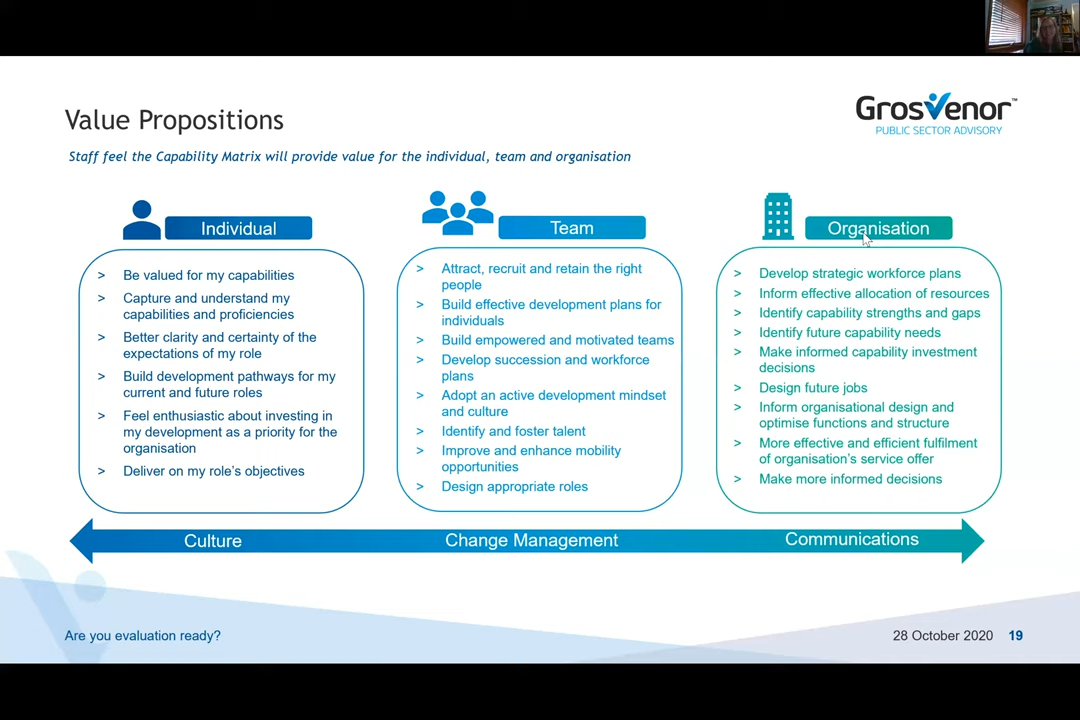 Value Propositions
GrosVenor™
PUBLIC SECTOR ADVISORY
Staff feel the Capability Matrix will provide value for the individual, team and organisation
Individual
> Be valued for my capabilities
> Capture and understand my
capabilities and proficiencies
> Better clarity and certainty of the
expectations of my role
> Build development pathways for my
current and future roles
> Feel enthusiastic about investing in
my development as a priority for the
organisation
> Deliver on my role's objectives
Team
> Attract, recruit and retain the right
people
> Build effective development plans for
individuals
> Build empowered and motivated teams
> Develop succession and workforce
plans
> Adopt an active development mindset
and culture
> Identify and foster talent
> Improve and enhance mobility
opportunities
> Design appropriate roles
Organisation
> Develop strategic workforce plans
> Inform effective allocation of resources
> Identify capability strengths and gaps
> Identify future capability needs
> Make informed capability investment
decisions
> Design future jobs
> Inform organisational design and
optimise functions and structure
> More effective and efficient fulfilment
of organisation's service offer
> Make more informed decisions
Culture
Change Management
Communications
Are you evaluation ready?
28 October 2020 19